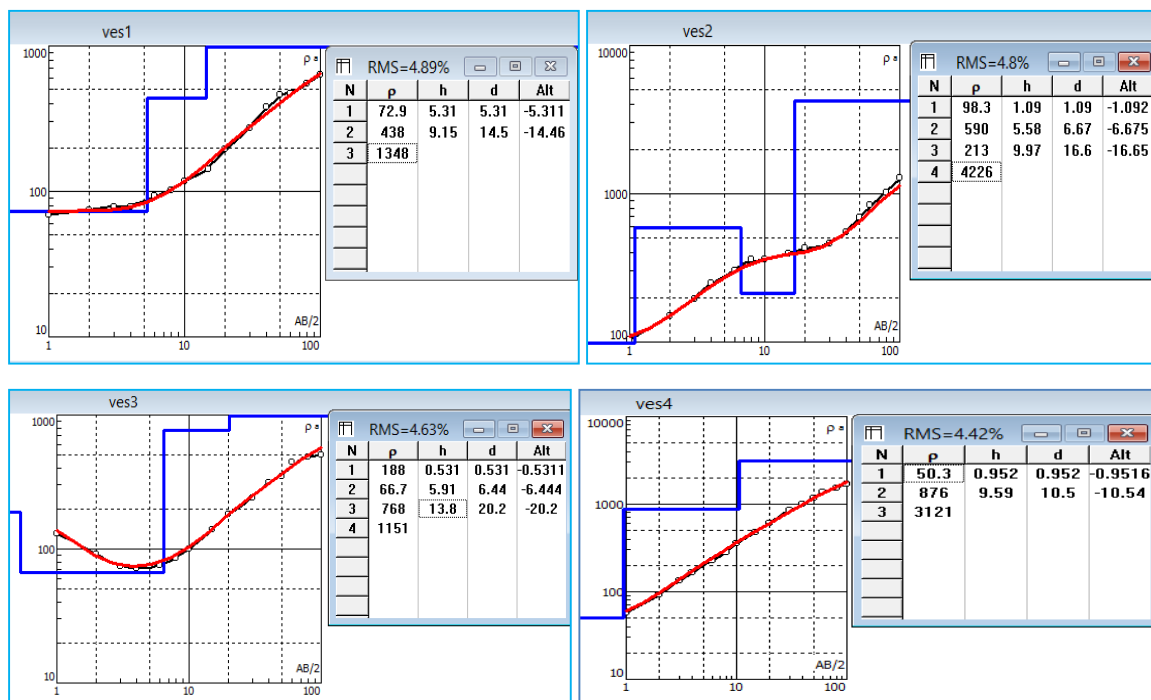 ves1
1000
ρ a
100
10
AB/2
1
10
100
RMS=4.89%
N ρ h d Alt
1 72.9 5.31 5.31 -5.311
2 438 9.15 14.5 -14.46
3 1348
ves2
10000
ρ a
1000
100
AB/2
1
10
100
RMS=4.8%
N ρ h d Alt
1 98.3 1.09 1.09 -1.092
2 590 5.58 6.67 -6.675
3 213 9.97 16.6 -16.65
4 4226
ves3
1000
ρ a
100
10
AB/2
1
10
100
RMS=4.63%
N ρ h d Alt
1 188 0.531 0.531 -0.5311
2 66.7 5.91 6.44 -6.444
3 768 13.8 20.2 -20.2
4 1151
ves4
10000
ρ a
1000
100
10
AB/2
1
10
100
RMS=4.42%
N ρ h d Alt
1 50.3 0.952 0.952 -0.9516
2 876 9.59 10.5 -10.54
3 3121